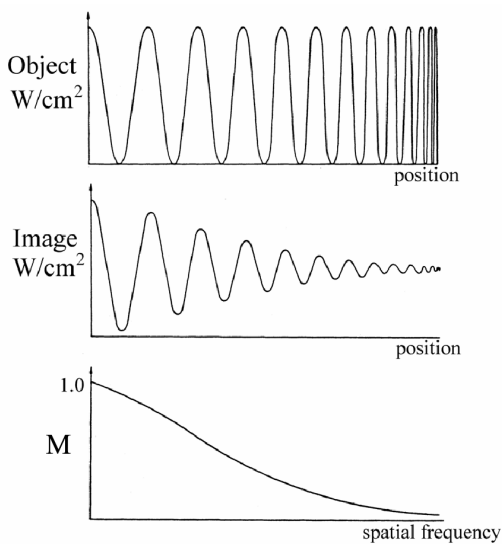 Object
W/cm²
position
Image
W/cm²
position
1.0
M
spatial frequency